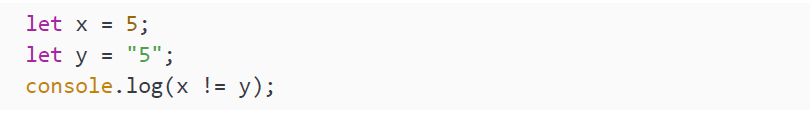 let x = 5;
let y = "5";
console.log(x != y);